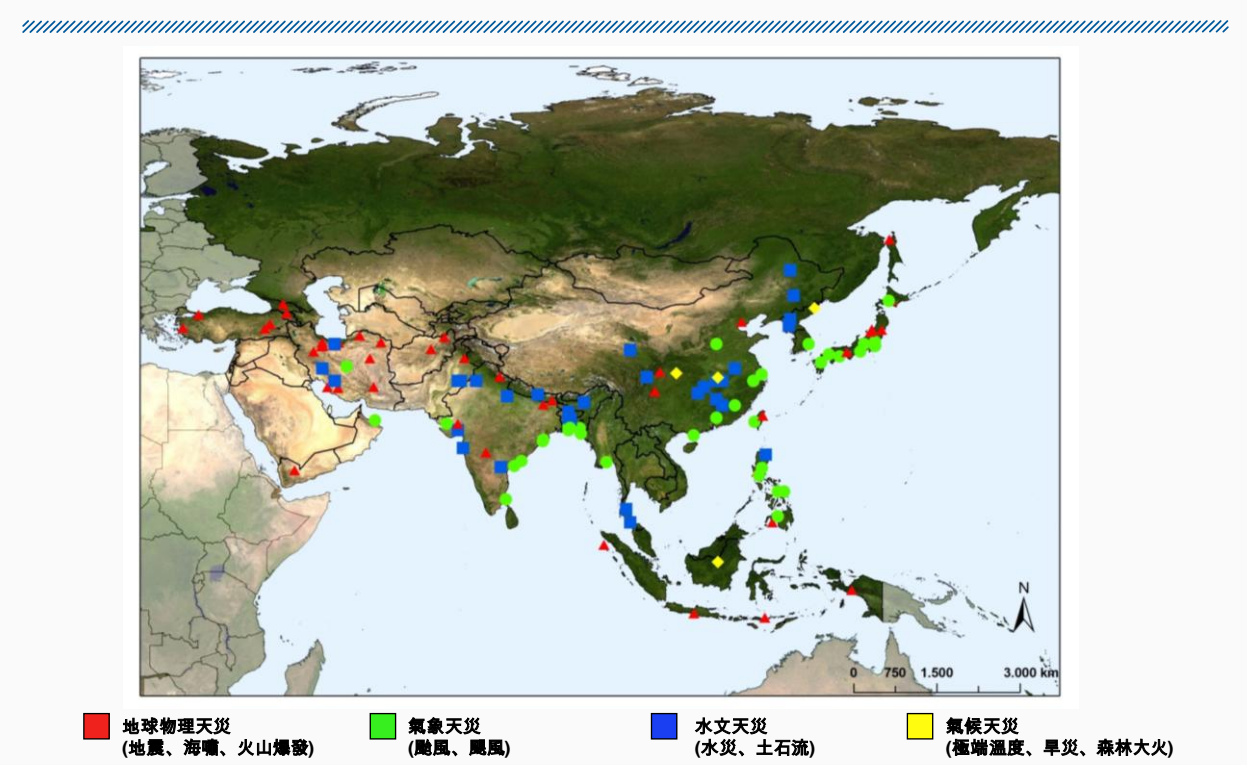 N
0 750 1.500 3.000 km
地球物理天災
(地震、海嘯、火山爆發)
氣象天災
(颱風、颶風)
水文天災
(水災、土石流)
氣候天災
(極端溫度、旱災、森林大火)